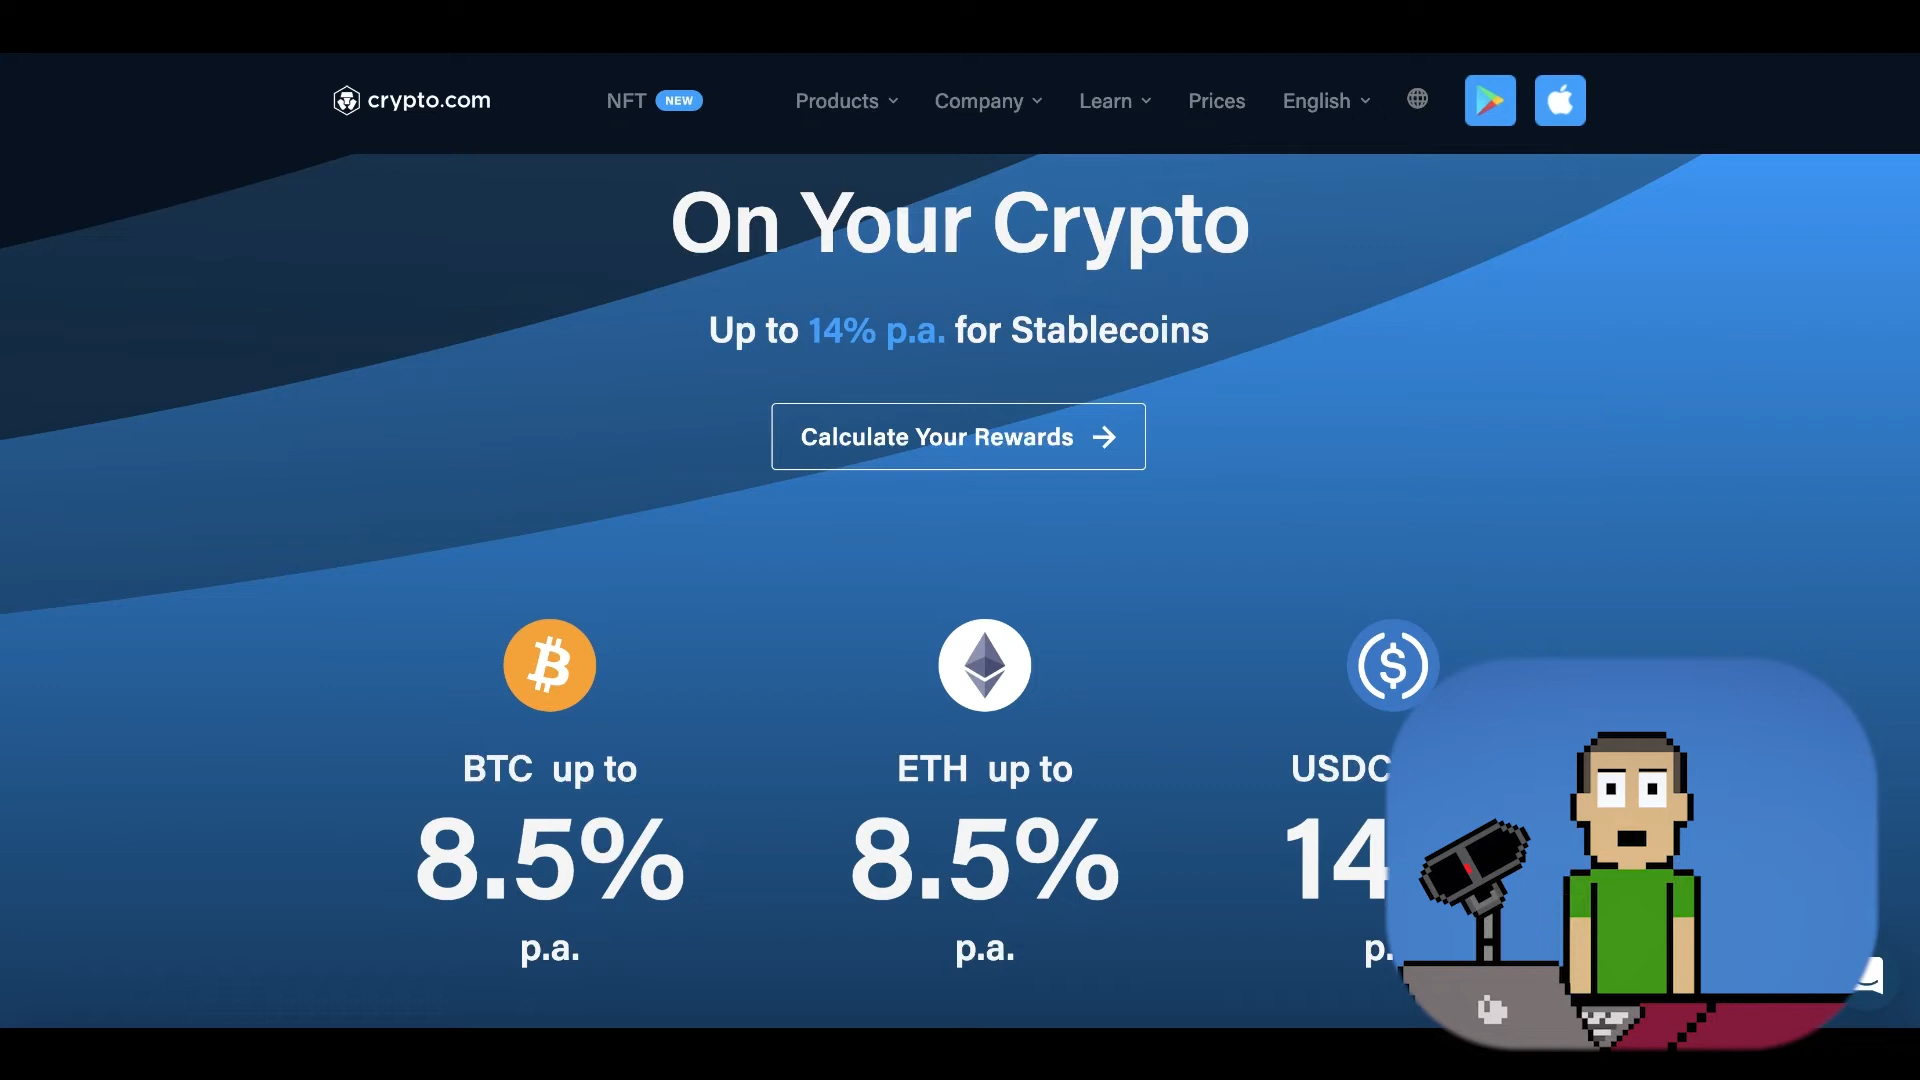 crypto.com NFT NEW Products Company Learn Prices English
On Your Crypto
Up to 14% p.a. for Stablecoins
Calculate Your Rewards
BTC up to
ETH up to
USDC
8.5%
8.5%
14
p.a.
p.a.
p.